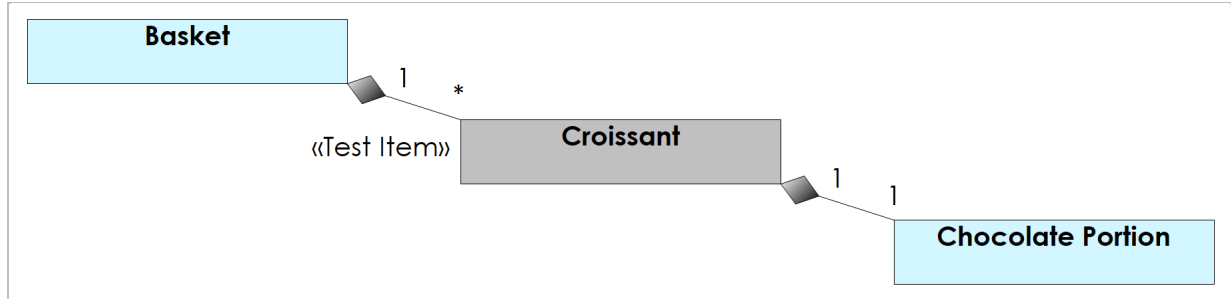 Basket
1
*
«Test Item»
Croissant
1
1
Chocolate Portion